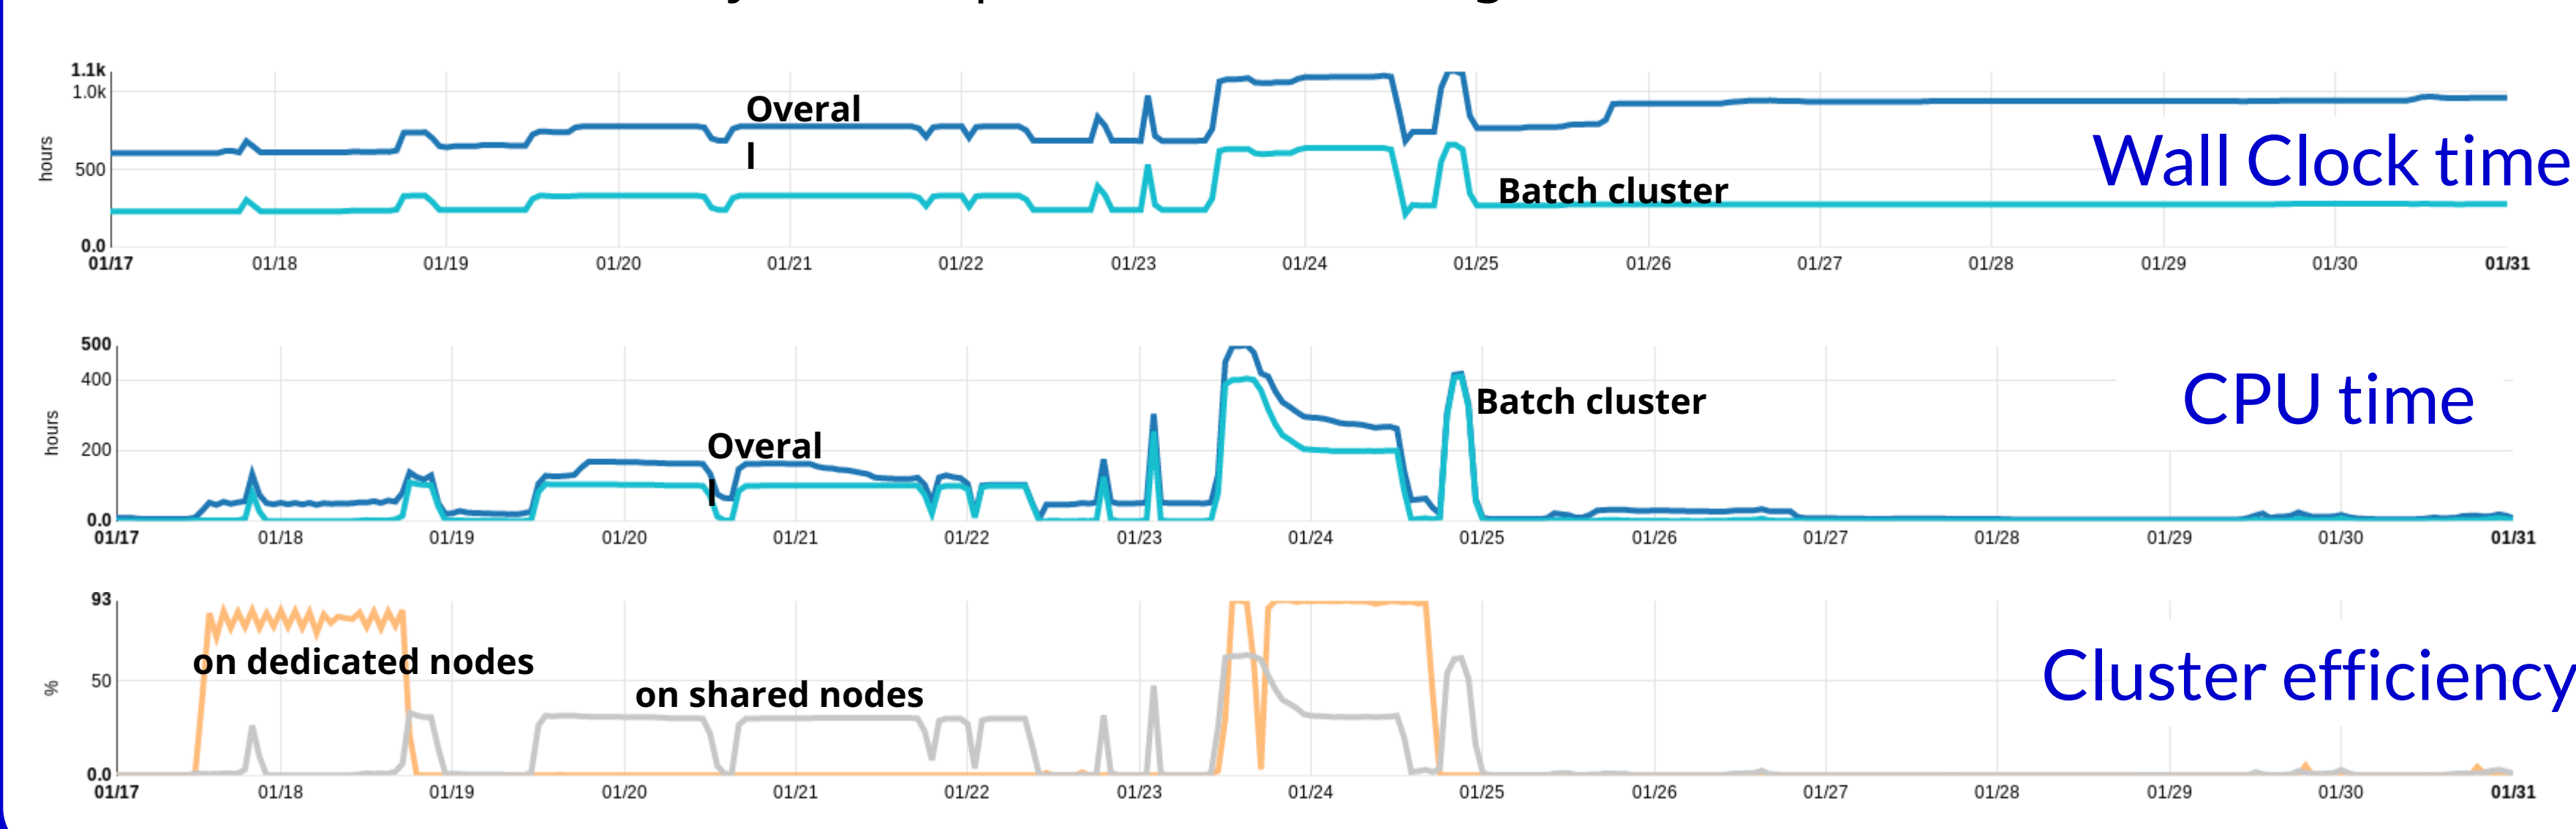 1.1k
1.0k
500
0.0
hours
Overal
l
Batch cluster
Wall Clock time
01/17 01/18 01/19 01/20 01/21 01/22 01/23 01/24 01/25 01/26 01/27 01/28 01/29 01/30 01/31
500
400
200
0.0
hours
Overal
l
Batch cluster
CPU time
01/17 01/18 01/19 01/20 01/21 01/22 01/23 01/24 01/25 01/26 01/27 01/28 01/29 01/30 01/31
93
50
0.0
%
on dedicated nodes
on shared nodes
Cluster efficiency
01/17 01/18 01/19 01/20 01/21 01/22 01/23 01/24 01/25 01/26 01/27 01/28 01/29 01/30 01/31